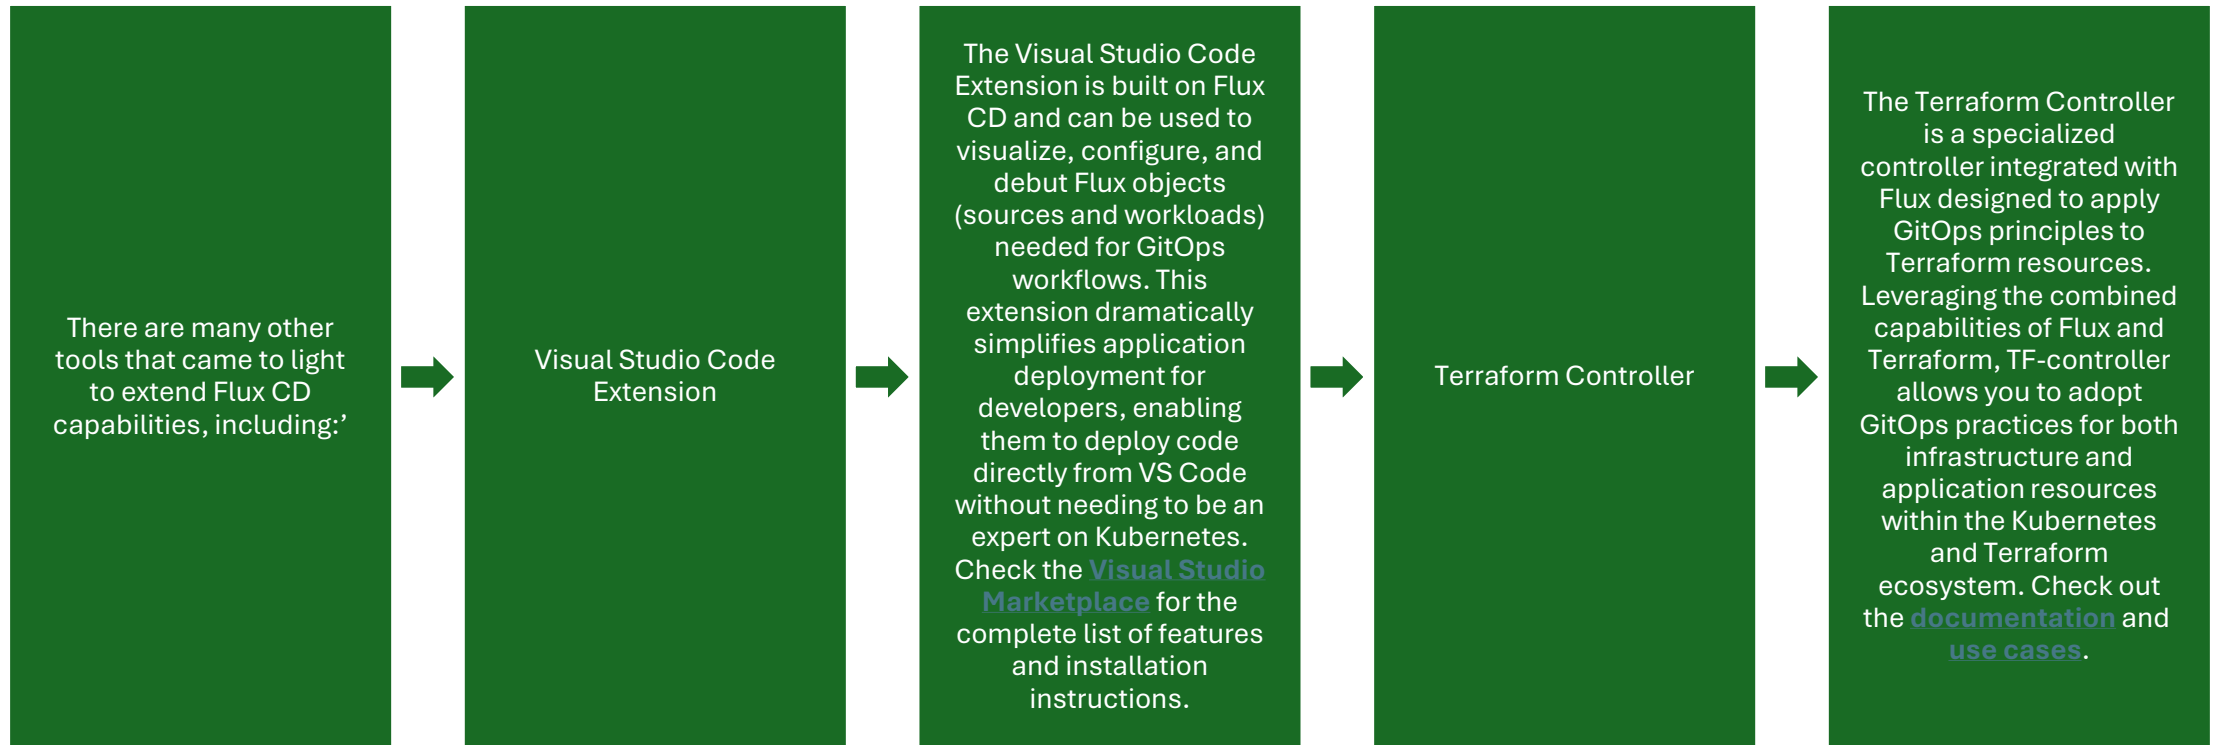 There are many other
tools that came to light
to extend Flux CD
capabilities, including:’
Visual Studio Code
Extension
The Visual Studio Code
Extension is built on Flux
CD and can be used to
visualize, configure, and
debut Flux objects
(sources and workloads)
needed for GitOps
workflows. This
extension dramatically
simplifies application
deployment for
developers, enabling
them to deploy code
directly from VS Code
without needing to be an
expert on Kubernetes.
Check the Visual Studio
Marketplace for the
complete list of features
and installation
instructions.
Terraform Controller
The Terraform Controller
is a specialized
controller integrated with
Flux designed to apply
GitOps principles to
Terraform resources.
Leveraging the combined
capabilities of Flux and
Terraform, TF-controller
allows you to adopt
GitOps practices for both
infrastructure and
application resources
within the Kubernetes
and Terraform
ecosystem. Check out
the documentation and
use cases.